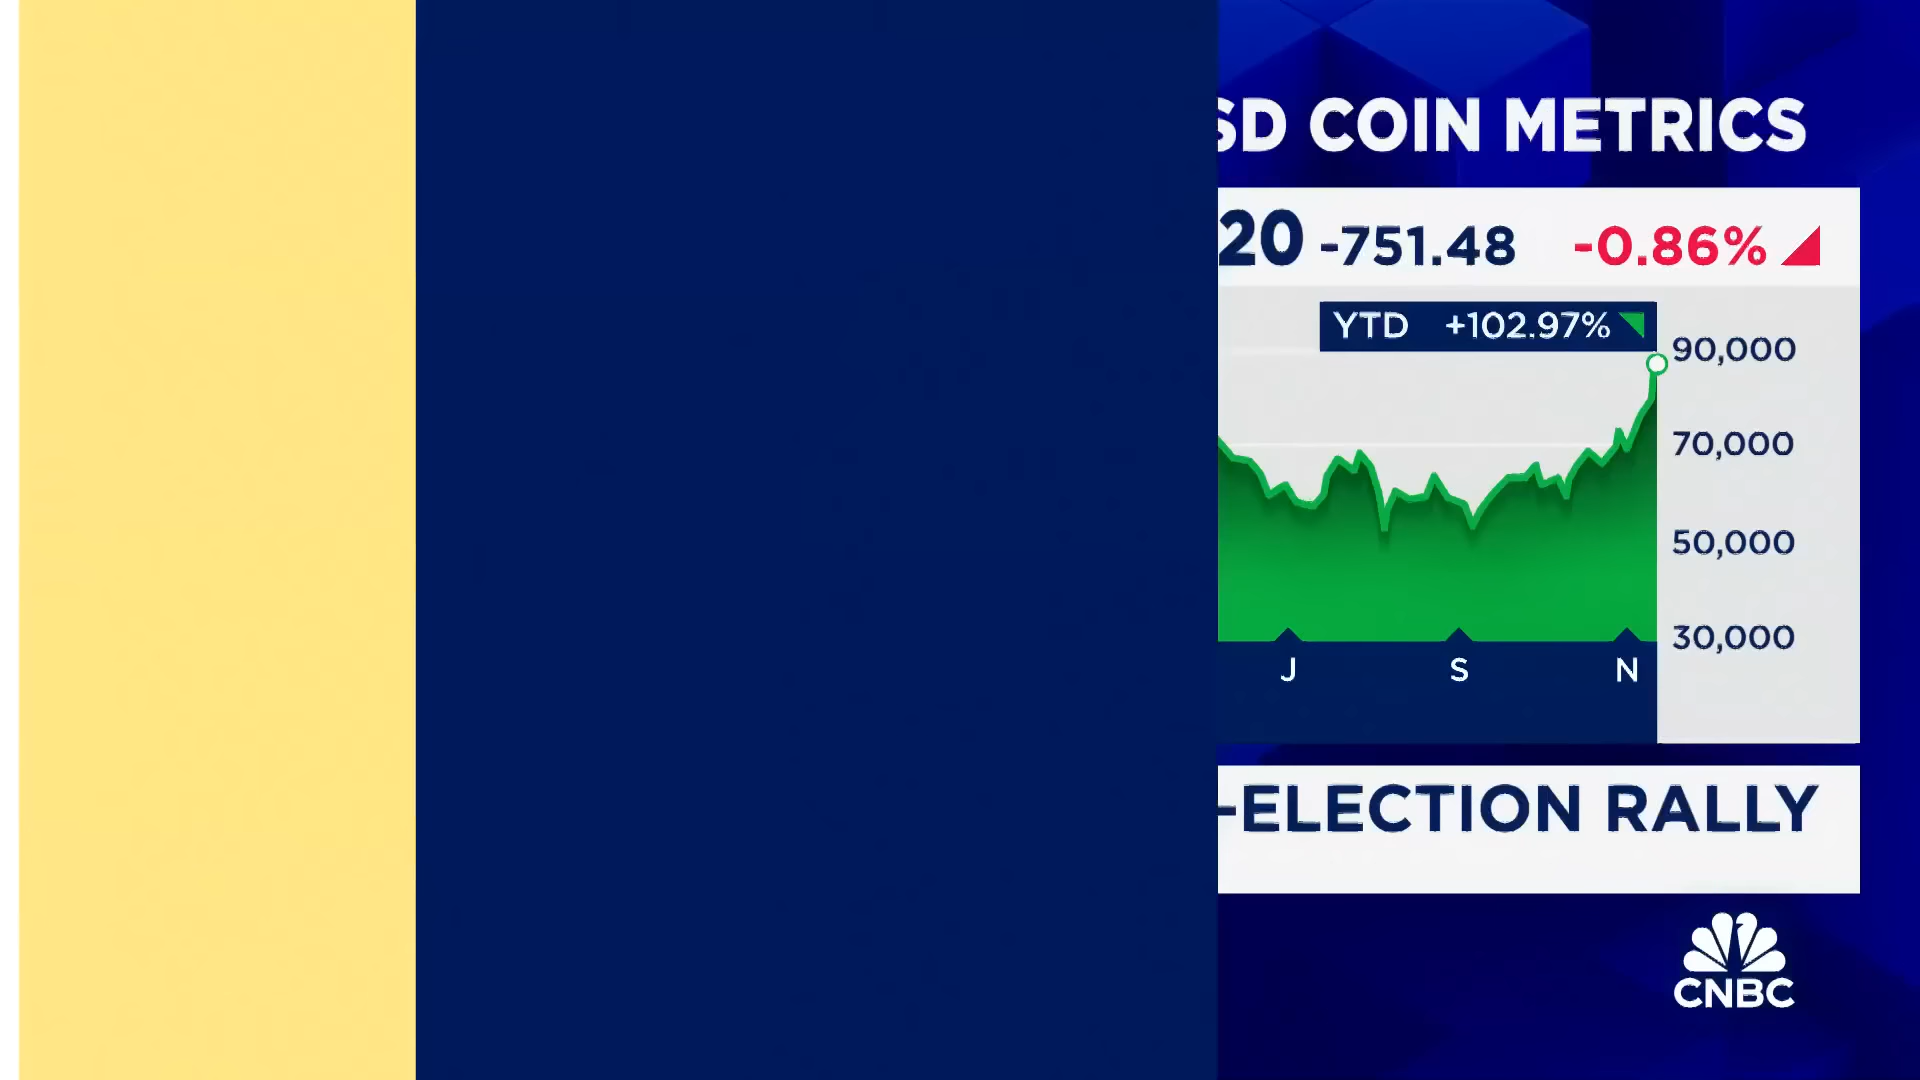 SD COIN METRICS
20 -751.48 -0.86%
YTD +102.97%
90,000
70,000
50,000
30,000
J S N
-ELECTION RALLY
CNBC